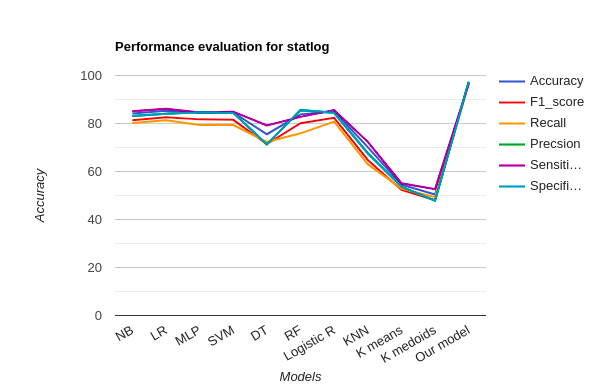 Performance evaluation for statlog
100
80
60
40
20
0
Accuracy
NB
LR
MLP
SVM
DT
RF
Logistic R
KNN
K means
K medoids
Our model
Models
Accuracy
F1_score
Recall
Precsion
Sensiti...
Specifi...